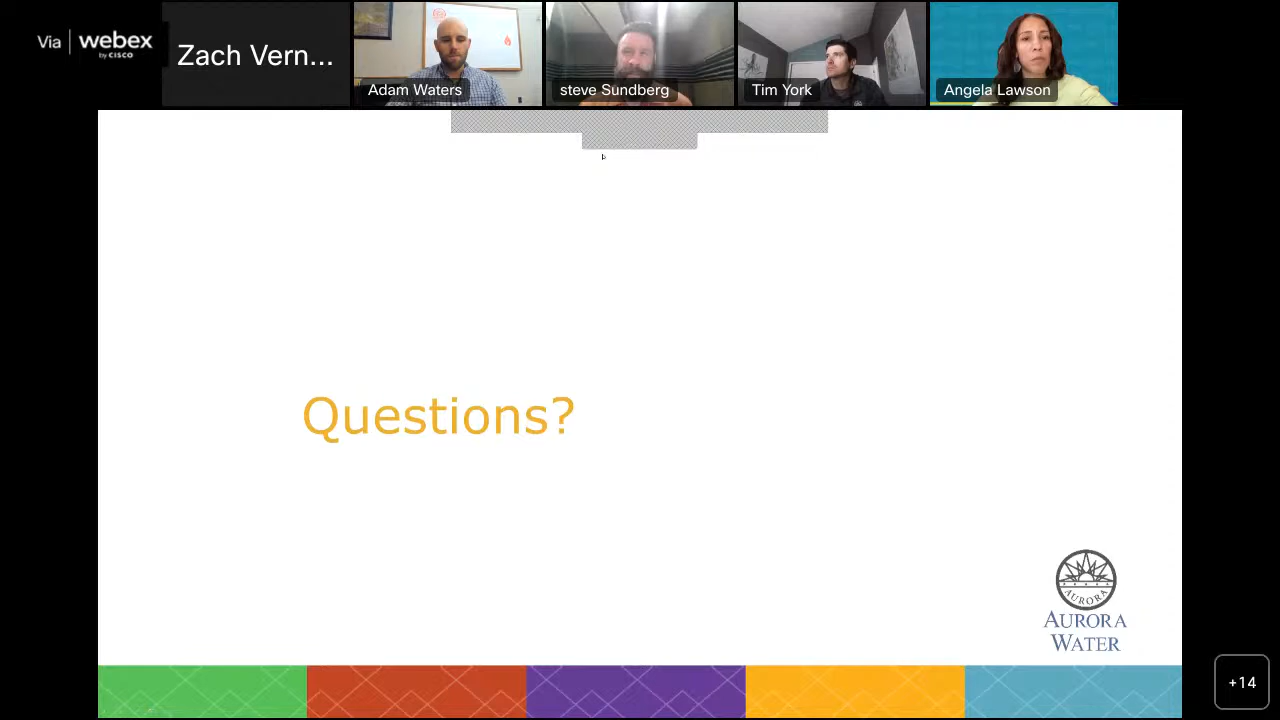 Via webex
by CISCO
Zach Vern...
Adam Waters
steve Sundberg
Tim York
Angela Lawson
Questions?
AURORA
AURORA
WATER
+14